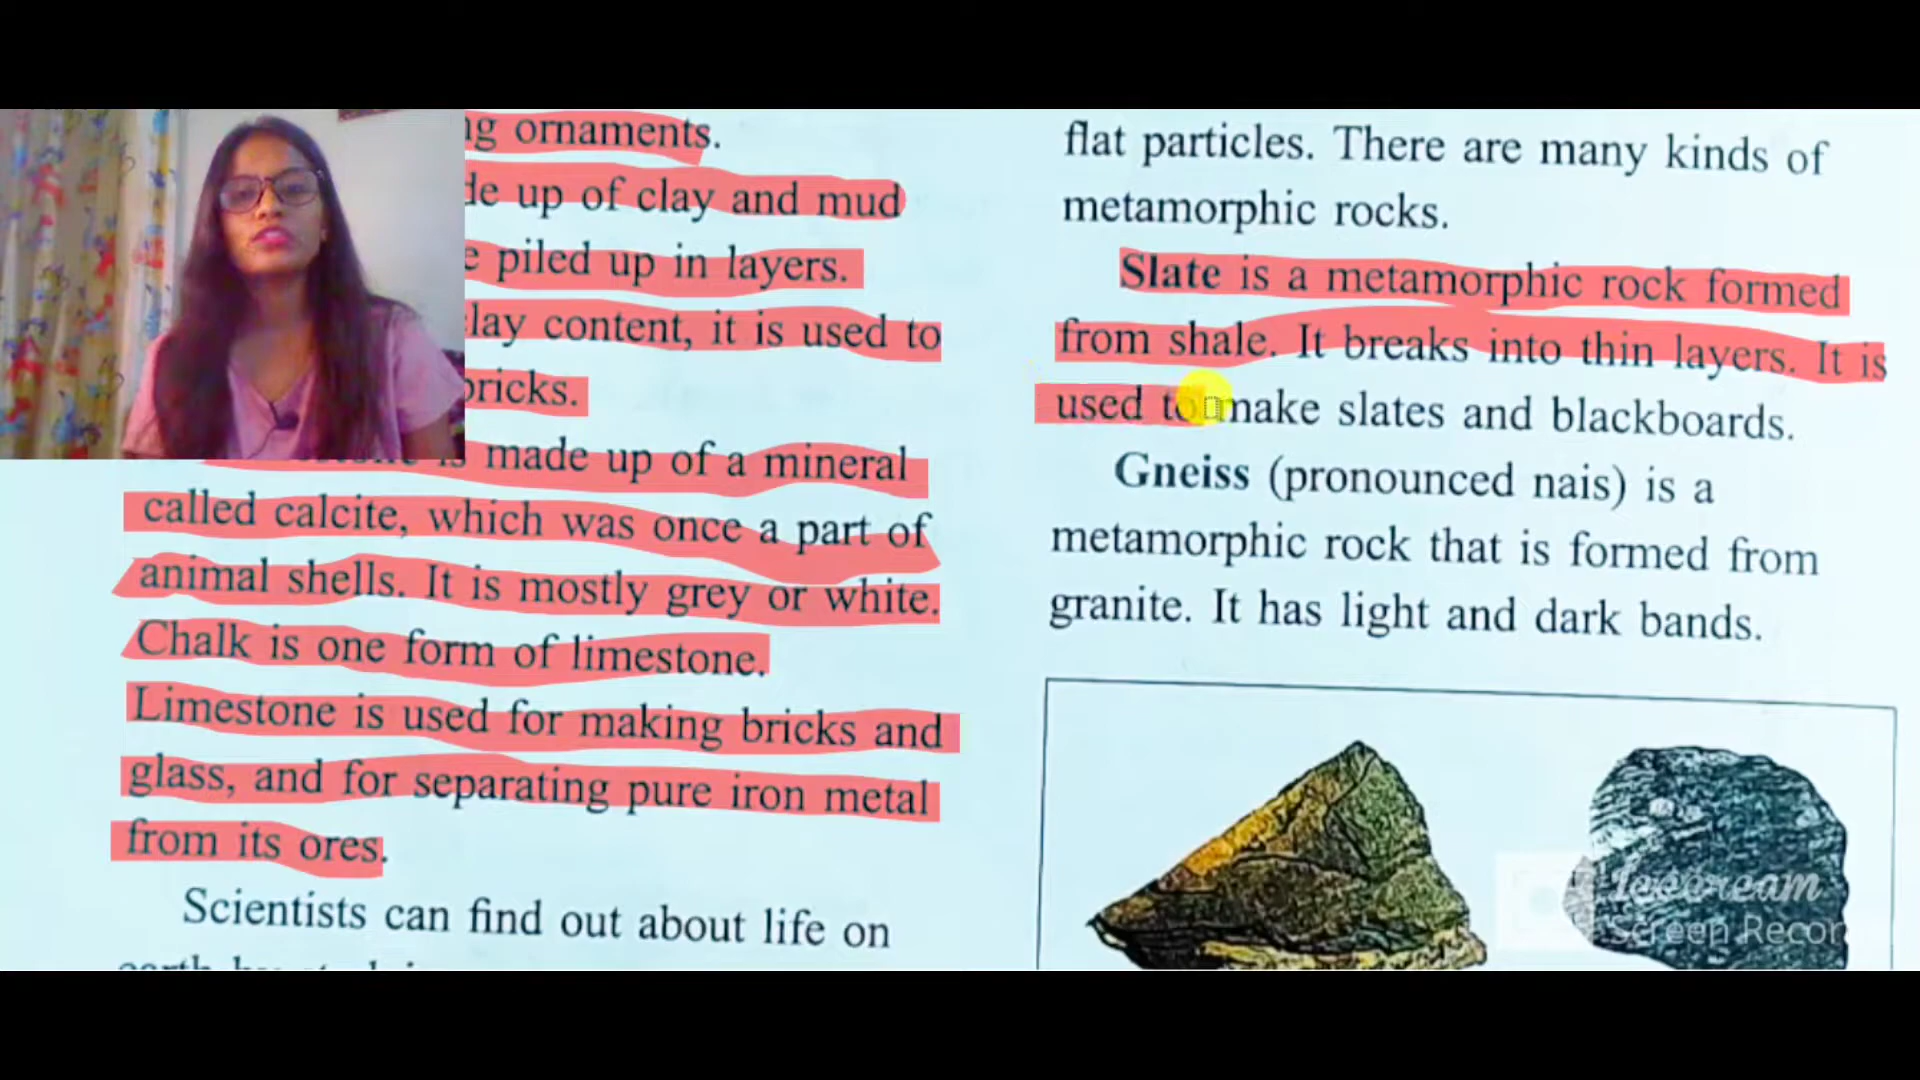 ng ornaments.
de up of clay and mud
e piled up in layers.
lay content, it is used to
bricks.
is made up of a mineral
called calcite, which was once a part of
animal shells. It is mostly grey or white.
Chalk is one form of limestone.
Limestone is used for making bricks and
glass, and for separating pure iron metal
from its ores.
Scientists can find out about life on
flat particles. There are many kinds of
metamorphic rocks.
Slate is a metamorphic rock formed
from shale. It breaks into thin layers. It is
used to make slates and blackboards.
Gneiss (pronounced nais) is a
metamorphic rock that is formed from
granite. It has light and dark bands.
Icecream
Screen Recor